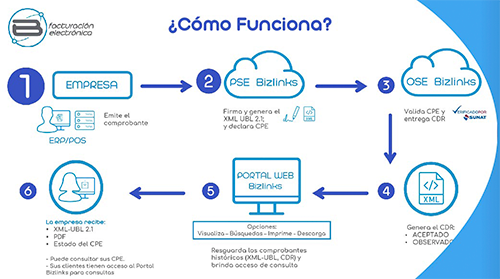 facturación
electrónica
¿Cómo Funciona?
1
EMPRESA
Emite el
comprobante
ERP/POS
2
PSE Bizlinks
Firma y genera el
XML UBL 2.1;
y declara CPE
3
OSE Bizlinks
Valida CPE y
entrega CDR
VERIFICADO POR
SUNAT
4
XML
Genera el CDR:
• ACEPTADO
• OBSERVADO
5
PORTAL WEB
Bizlinks
Opciones:
Visualiza - Búsquedas - Imprime - Descarga
Resguarda los comprobantes
históricos (XML-UBL, CDR) y
brinda acceso de consulta
6
La empresa recibe:
• XML-UBL 2.1
• PDF
• Estado del CPE
- Puede consultar sus CPE.
- Sus clientes tienen acceso al Portal
Bizlinks para consultas